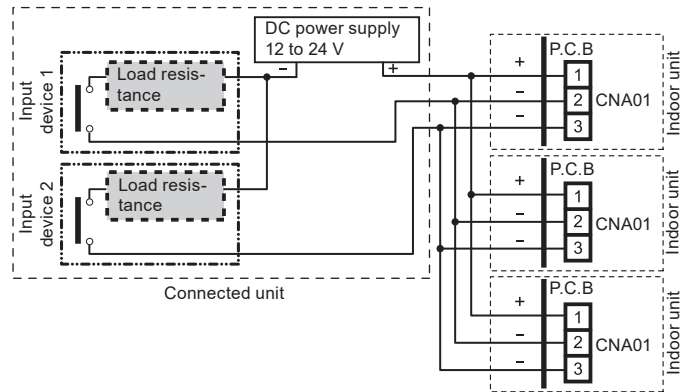 DC power supply
12 to 24 V
−
+
Input
device 1
Load resis-
tance
Input
device 2
Load resis-
tance
Connected unit
P.C.B
+
−
−
1
2
3
CNA01
Indoor unit
P.C.B
+
−
−
1
2
3
CNA01
Indoor unit
P.C.B
+
−
−
1
2
3
CNA01
Indoor unit